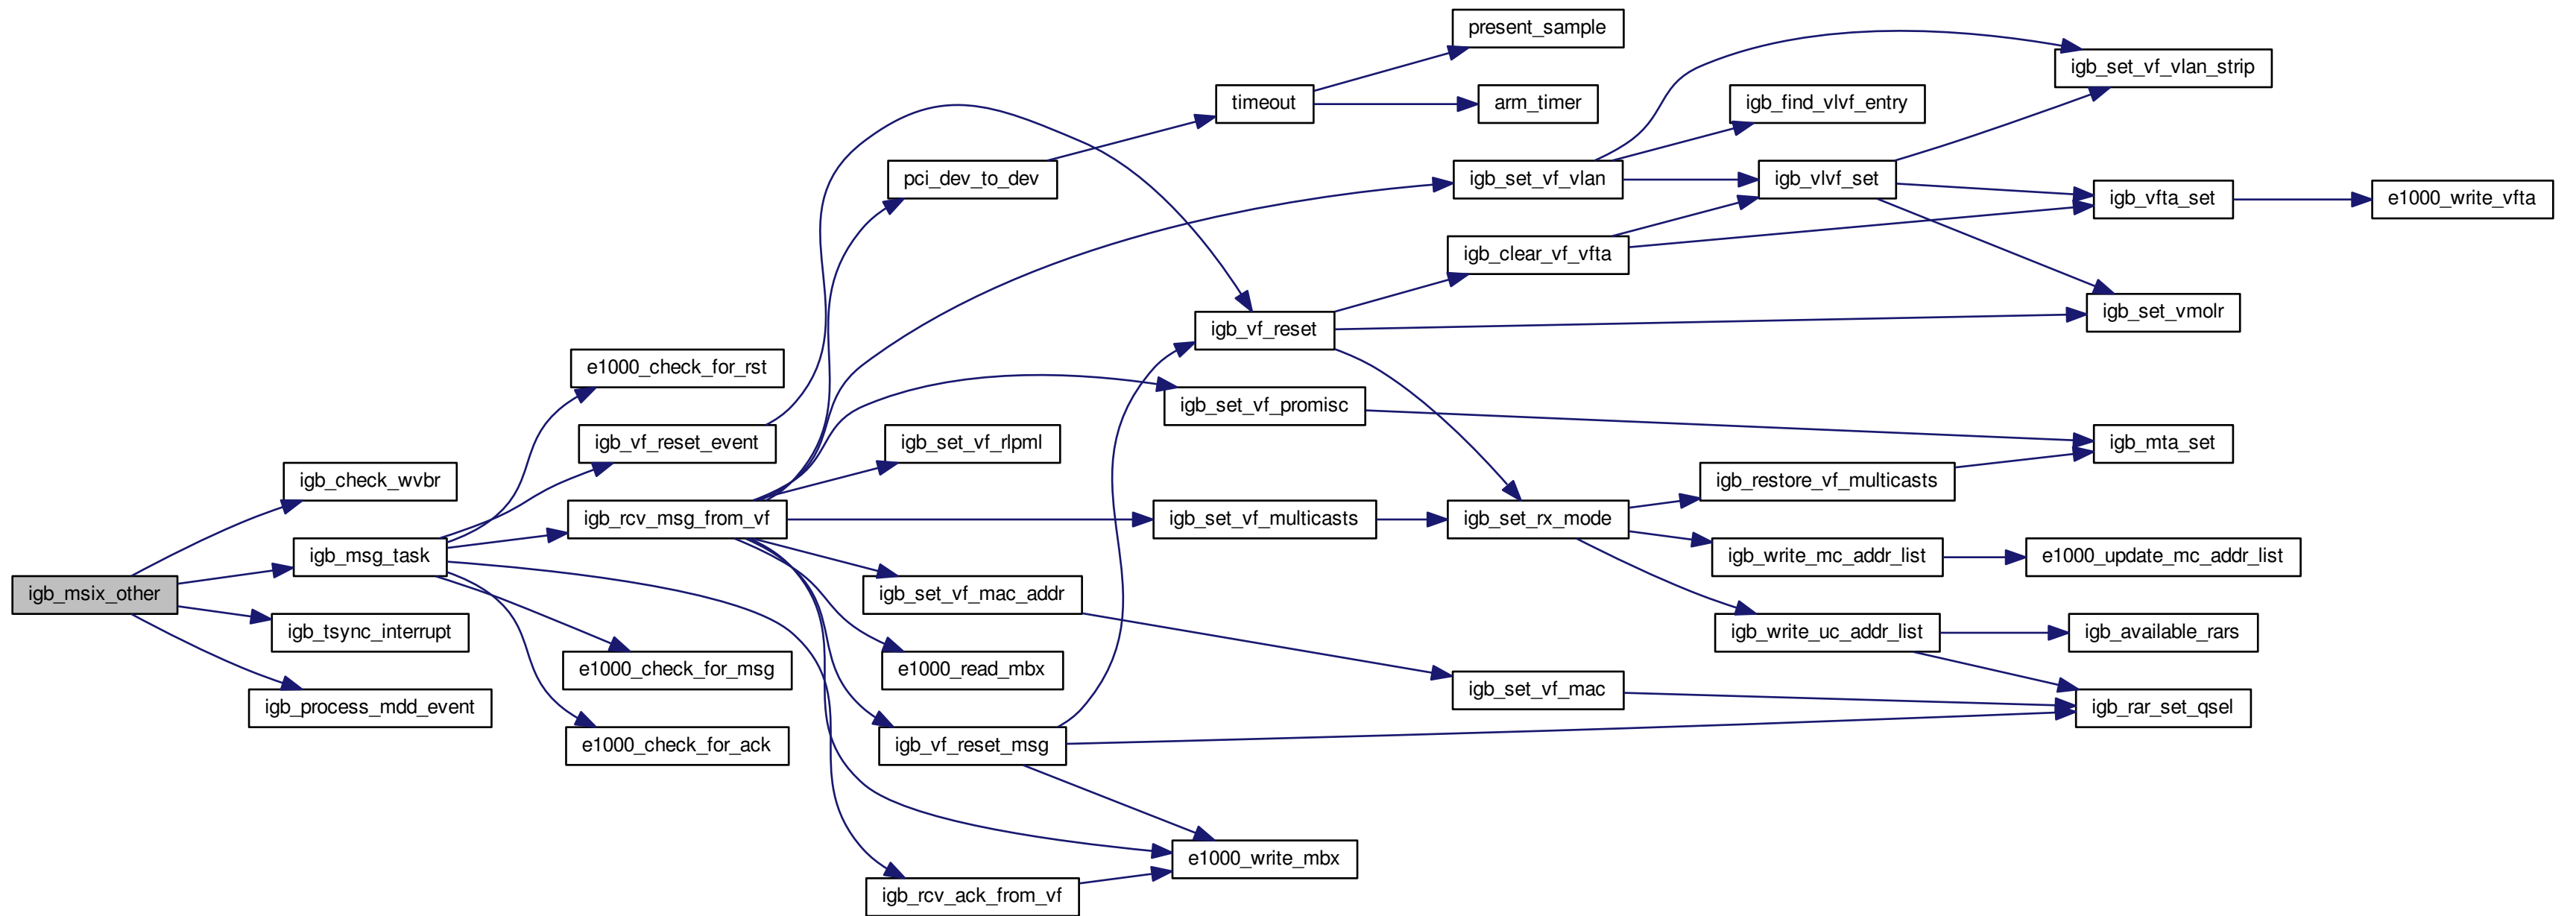 present_sample
igb_set_vf_vlan_strip
timeout
arm_timer
igb_find_vlvf_entry
pci_dev_to_dev
igb_set_vf_vlan
igb_vlvf_set
igb_vfta_set
e1000_write_vfta
igb_clear_vf_vfta
igb_set_vmolr
igb_vf_reset
e1000_check_for_rst
igb_set_vf_promisc
igb_vf_reset_event
igb_set_vf_rlpml
igb_mta_set
igb_check_wvbr
igb_restore_vf_multicasts
igb_rcv_msg_from_vf
igb_set_vf_multicasts
igb_set_rx_mode
igb_msg_task
igb_write_mc_addr_list
e1000_update_mc_addr_list
igb_msix_other
igb_set_vf_mac_addr
igb_tsync_interrupt
igb_write_uc_addr_list
igb_available_rars
e1000_check_for_msg
e1000_read_mbx
igb_set_vf_mac
igb_process_mdd_event
igb_rar_set_qsel
e1000_check_for_ack
igb_vf_reset_msg
e1000_write_mbx
igb_rcv_ack_from_vf